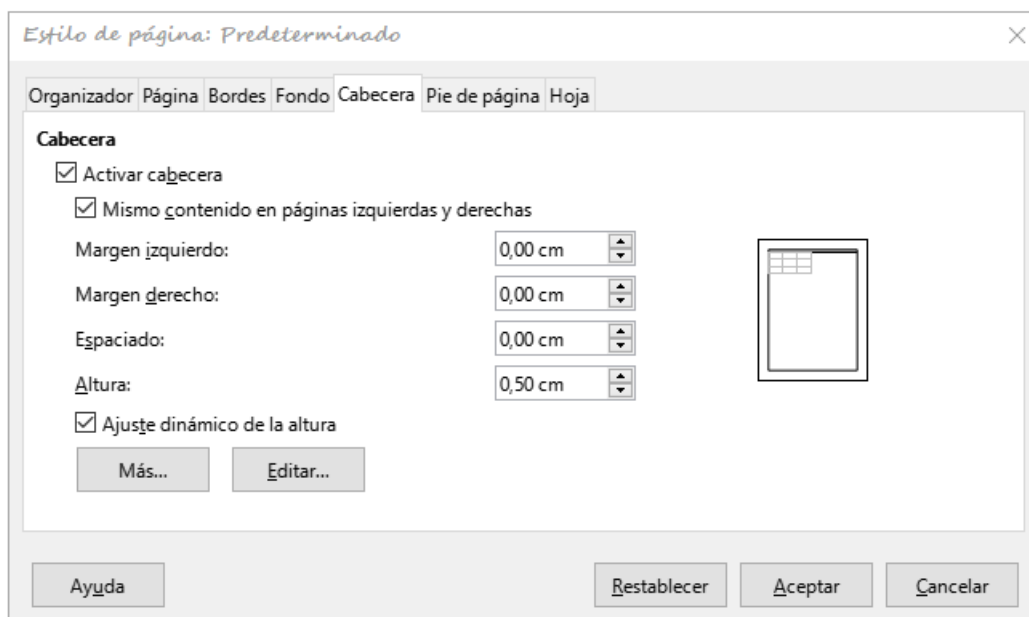 Estilo de página: Predeterminado
Organizador Página Bordes Fondo Cabecera Pie de página Hoja
Cabecera
Activar cabecera
Mismo contenido en páginas izquierdas y derechas
Margen izquierdo: 0,00 cm
Margen derecho: 0,00 cm
Espaciado: 0,00 cm
Altura: 0,50 cm
Ajuste dinámico de la altura
Más... Editar...
Ayuda Restablecer Aceptar Cancelar